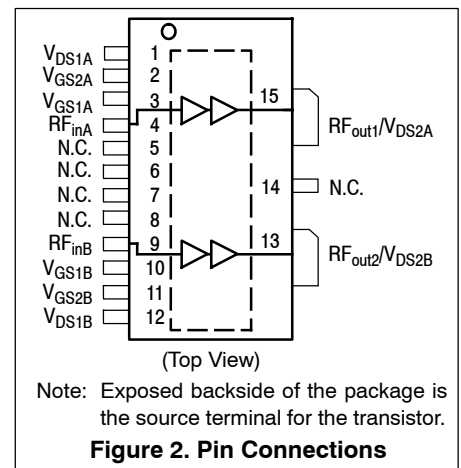 V_DS1A 1
V_GS2A 2
V_GS1A 3 15
RF_inA 4 RF_out1/V_DS2A
N.C. 5
N.C. 6
N.C. 7 14 N.C.
N.C. 8
RF_inB 9 13
V_GS1B 10 RF_out2/V_DS2B
V_GS2B 11
V_DS1B 12
(Top View)
Note: Exposed backside of the package is
the source terminal for the transistor.
Figure 2. Pin Connections